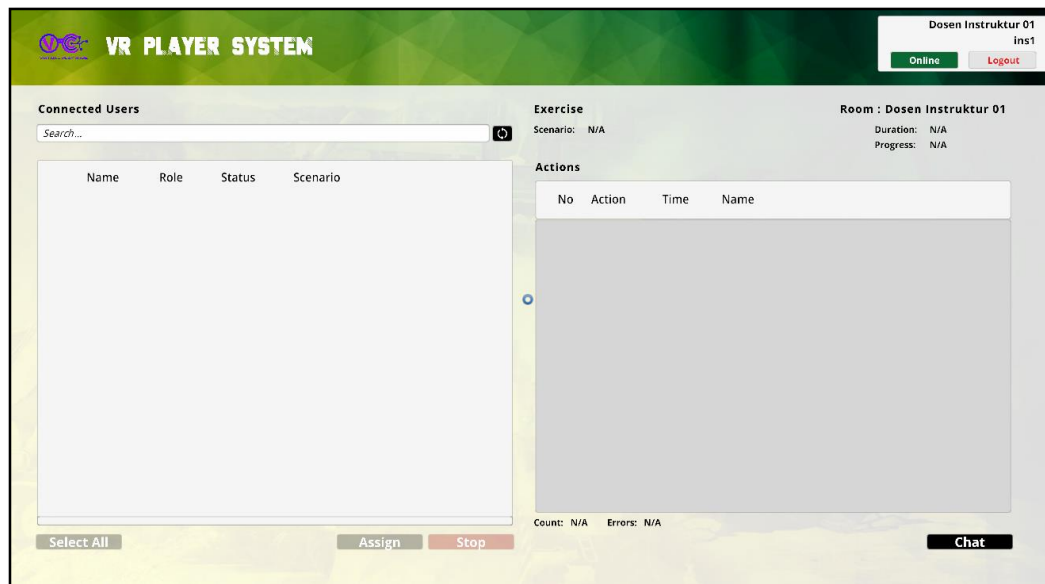 VR PLAYER SYSTEM
Dosen Instruktur 01
ins1
Online
Logout
Connected Users
Search...
Name Role Status Scenario
Select All
Assign
Stop
Exercise
Scenario: N/A
Room : Dosen Instruktur 01
Duration: N/A
Progress: N/A
Actions
No Action Time Name
Count: N/A Errors: N/A
Chat